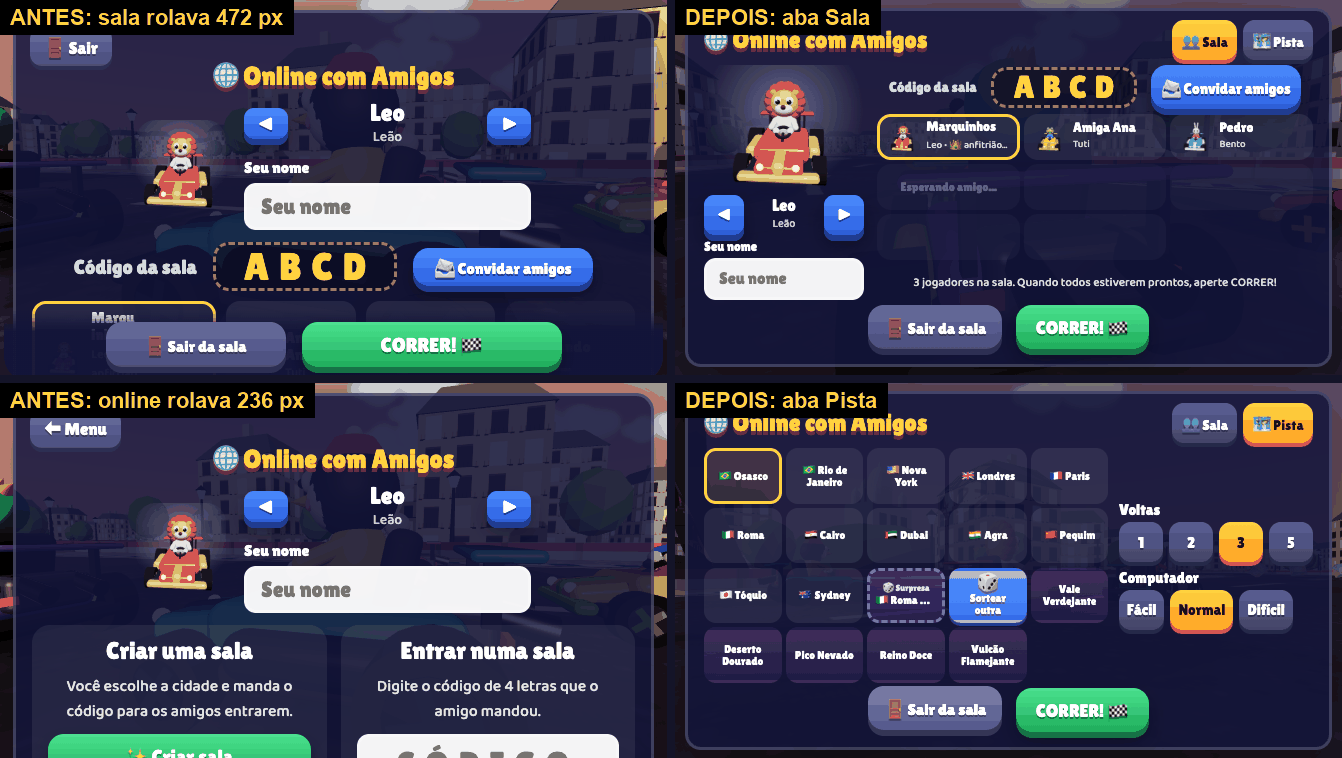 ANTES: sala rolava 472 px
🚪 Sair
🌐 Online com Amigos
◀ Leo ▶
Leão
Seu nome
Seu nome
Código da sala
A B C D
Convidar amigos
Marqu
Sair da sala
CORRER!
DEPOIS: aba Sala
Online com Amigos
Sala
Pista
Código da sala
A B C D
Convidar amigos
Marquinhos
Leo • anfitrião...
Amiga Ana
Tuti
Pedro
Bento
Esperando amigo...
Leo
Leão
Seu nome
Seu nome
3 jogadores na sala. Quando todos estiverem prontos, aperte CORRER!
Sair da sala
CORRER!
ANTES: online rolava 236 px
Menu
Online com Amigos
Leo
Leão
Seu nome
Seu nome
Criar uma sala
Você escolhe a cidade e manda o
código para os amigos entrarem.
Criar sala
Entrar numa sala
Digite o código de 4 letras que o
amigo mandou.
CÓDIGO
DEPOIS: aba Pista
Online com Amigos
Sala
Pista
Osasco
Rio de
Janeiro
Nova
York
Londres
Paris
Roma
Cairo
Dubai
Agra
Pequim
Tóquio
Sydney
Surpresa
Roma ...
Sortear
outra
Vale
Verdejante
Deserto
Dourado
Pico Nevado
Reino Doce
Vulcão
Flamejante
Voltas
1 2 3 5
Computador
Fácil Normal Difícil
Sair da sala
CORRER!